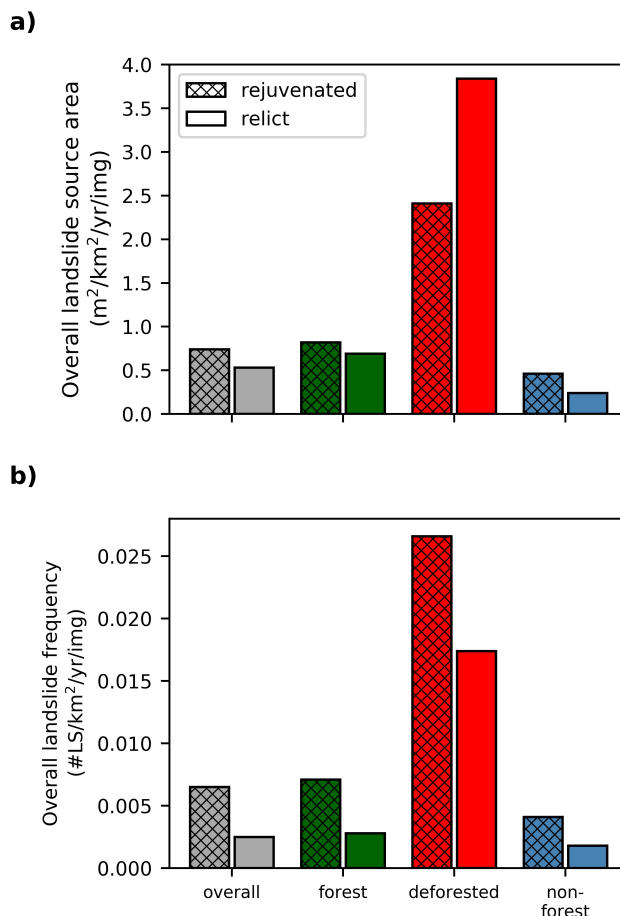 a)
Overall landslide source area
(m²/km²/yr/img)
4.0
3.5
3.0
2.5
2.0
1.5
1.0
0.5
0.0
rejuvenated
relict
b)
Overall landslide frequency
(#LS/km²/yr/img)
0.025
0.020
0.015
0.010
0.005
0.000
overall forest deforested non-
forest